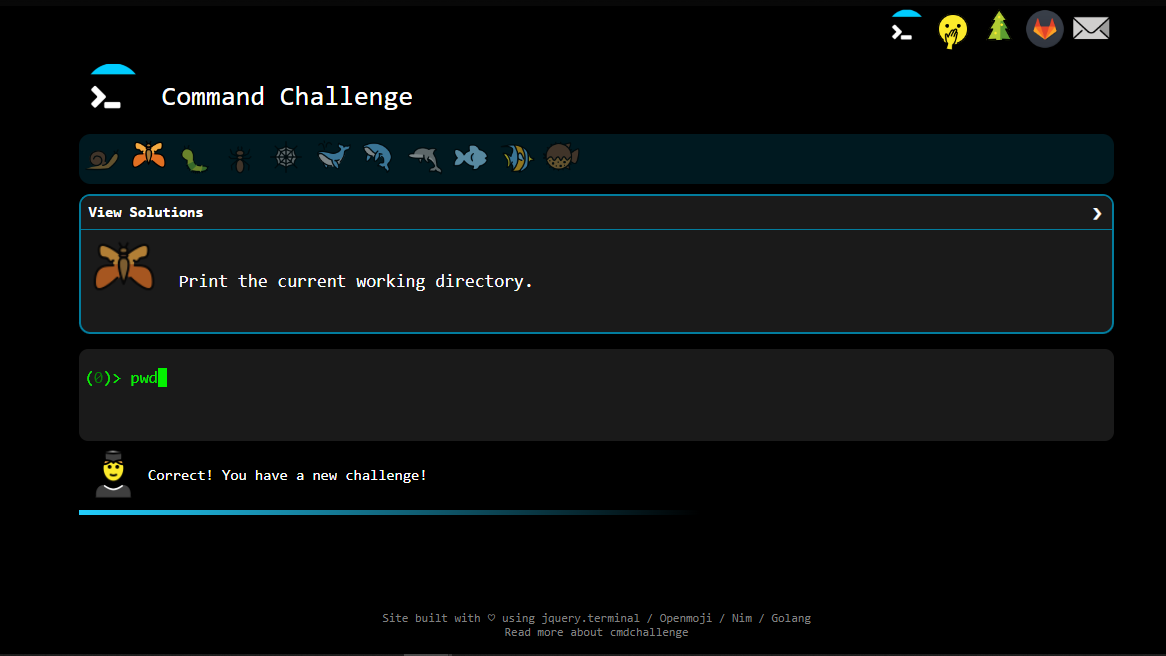 Command Challenge
View Solutions
Print the current working directory.
(0)> pwd
Correct! You have a new challenge!
Site built with ♡ using jquery.terminal / Openmoji / Nim / Golang
Read more about cmdchallenge